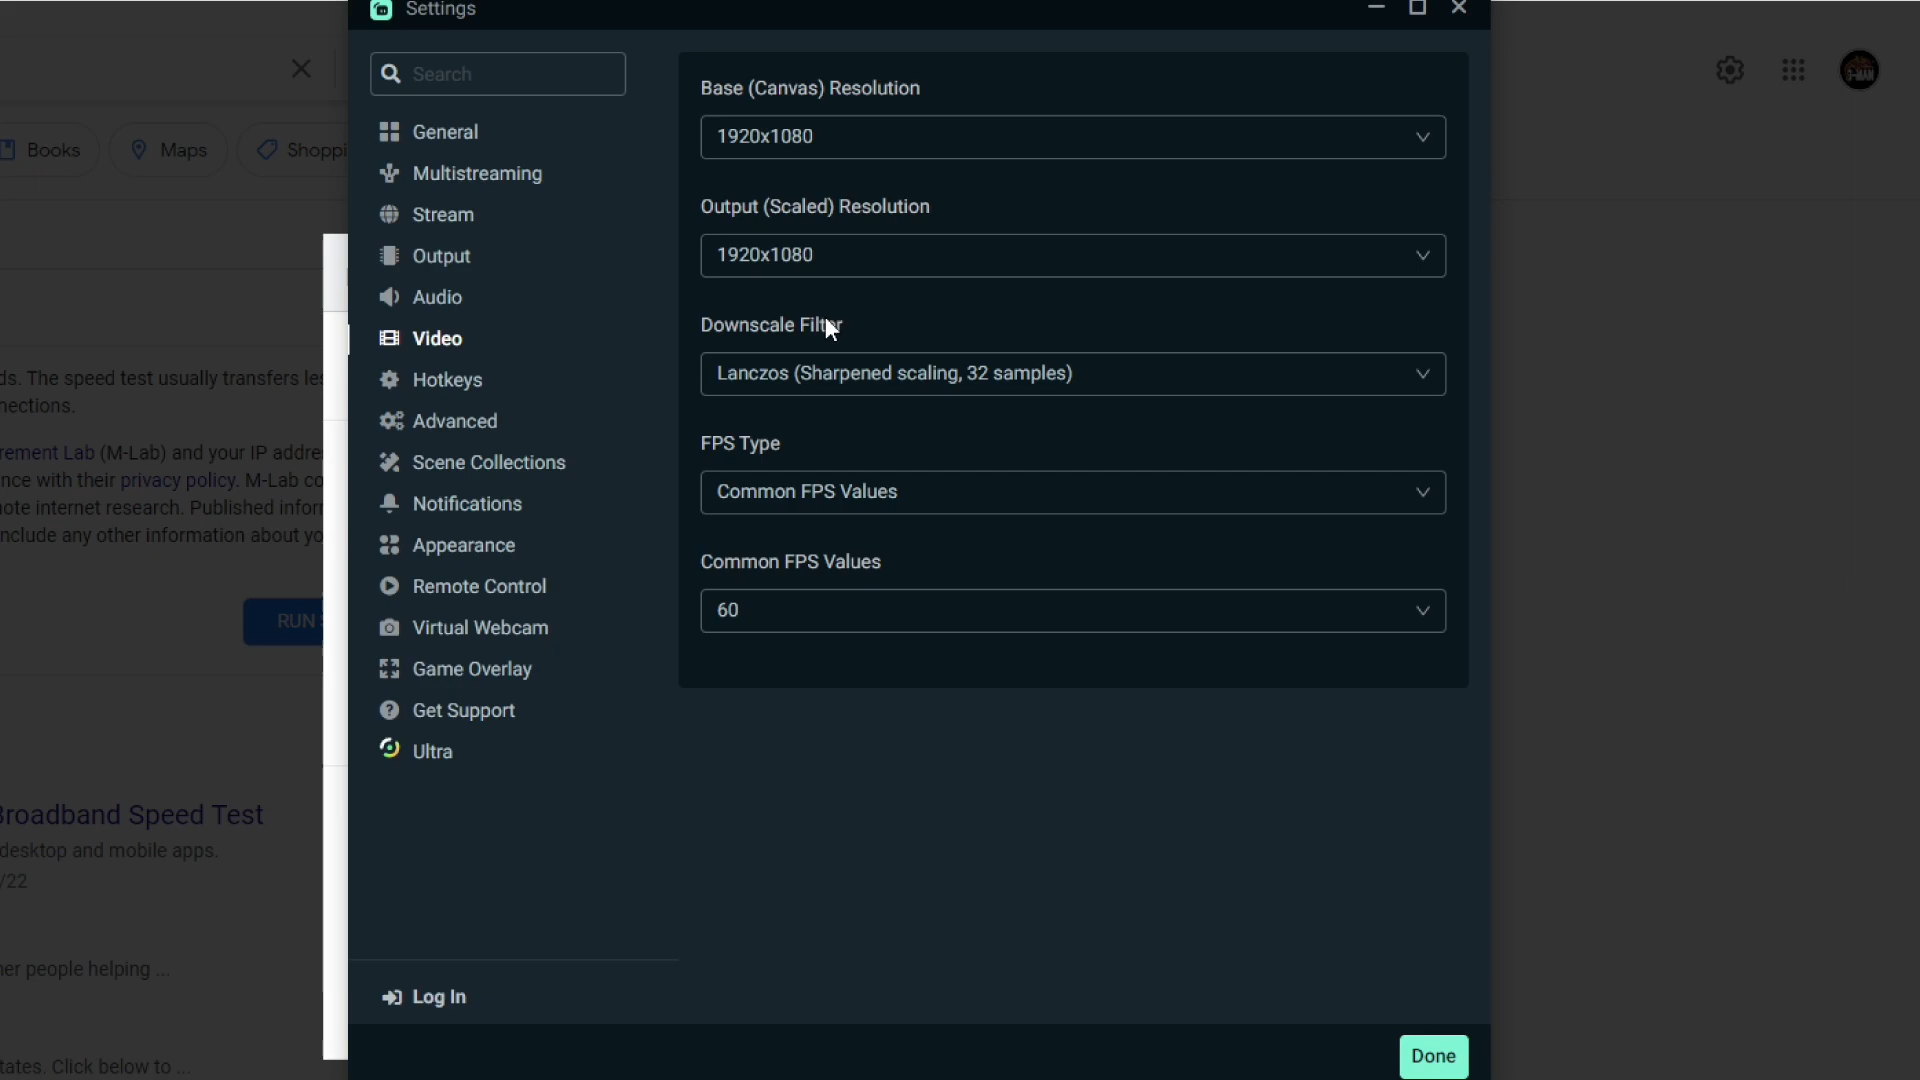 Settings
Search
General
Multistreaming
Stream
Output
Audio
Video
Hotkeys
Advanced
Scene Collections
Notifications
Appearance
Remote Control
Virtual Webcam
Game Overlay
Get Support
Ultra
Log In
Base (Canvas) Resolution
1920x1080
Output (Scaled) Resolution
1920x1080
Downscale Filter
Lanczos (Sharpened scaling, 32 samples)
FPS Type
Common FPS Values
Common FPS Values
60
Done
Books
Maps
Shoppi
ds. The speed test usually transfers les
nections.
rement Lab (M-Lab) and your IP addre
nce with their privacy policy. M-Lab co
note internet research. Published inforr
nclude any other information about yo
RUN
Broadband Speed Test
desktop and mobile apps.
/22
her people helping ...
tates. Click below to ...